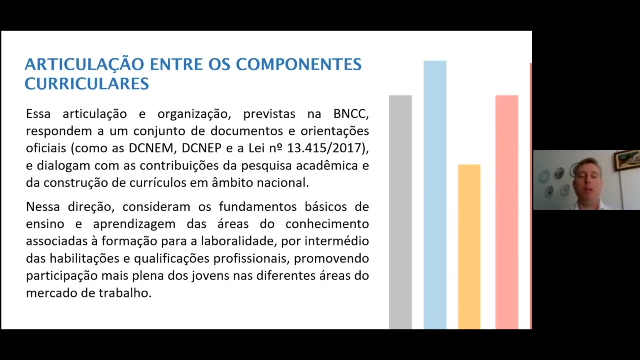 ARTICULAÇÃO ENTRE OS COMPONENTES
CURRICULARES
Essa articulação e organização, previstas na BNCC,
respondem a um conjunto de documentos e orientações
oficiais (como as DCNEM, DCNEP e a Lei nº 13.415/2017),
e dialogam com as contribuições da pesquisa acadêmica e
da construção de currículos em âmbito nacional.
Nessa direção, consideram os fundamentos básicos de
ensino e aprendizagem das áreas do conhecimento
associadas à formação para a laboralidade, por intermédio
das habilitações e qualificações profissionais, promovendo
participação mais plena dos jovens nas diferentes áreas do
mercado de trabalho.